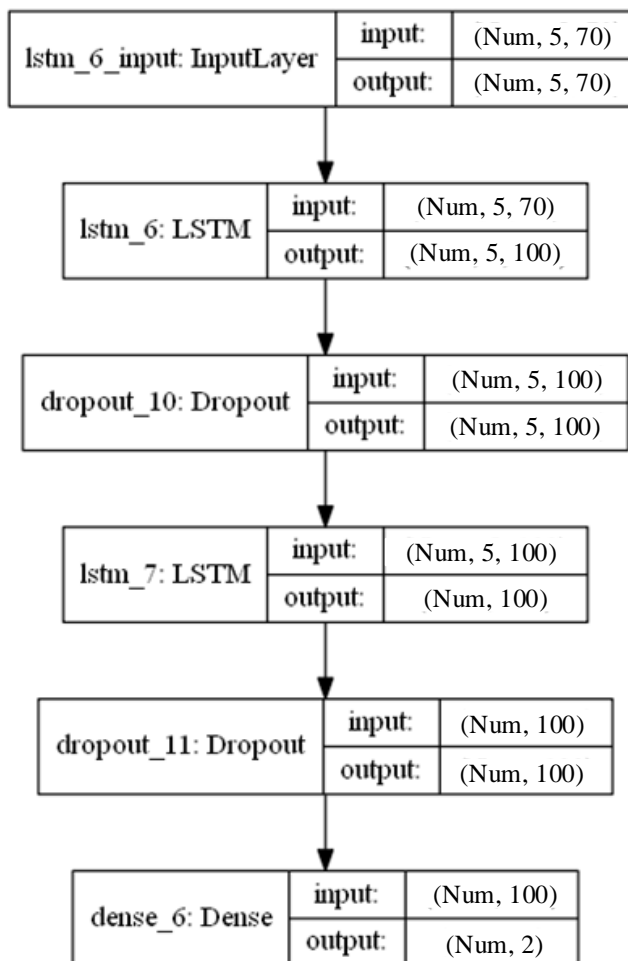 lstm_6_input: InputLayer
input: (Num, 5, 70)
output: (Num, 5, 70)
lstm_6: LSTM
input: (Num, 5, 70)
output: (Num, 5, 100)
dropout_10: Dropout
input: (Num, 5, 100)
output: (Num, 5, 100)
lstm_7: LSTM
input: (Num, 5, 100)
output: (Num, 100)
dropout_11: Dropout
input: (Num, 100)
output: (Num, 100)
dense_6: Dense
input: (Num, 100)
output: (Num, 2)